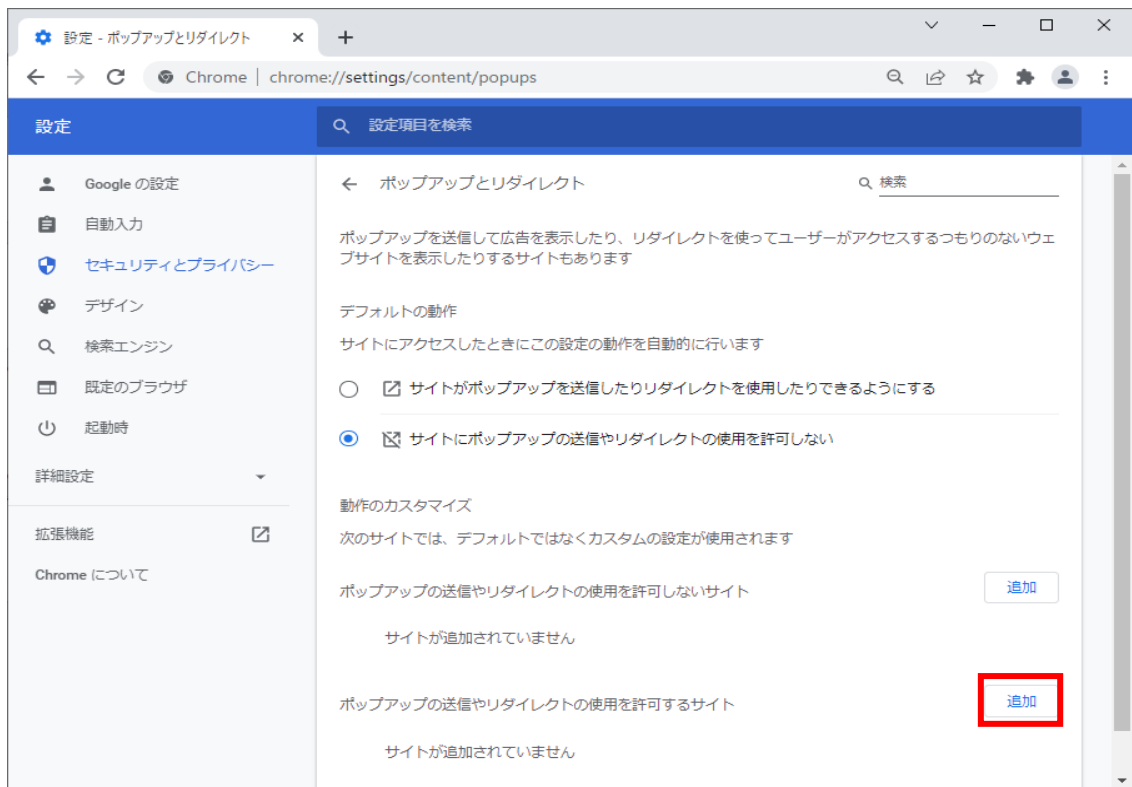 設定 - ポップアップとリダイレクト
Chrome | chrome://settings/content/popups
設定
設定項目を検索
Google の設定
自動入力
セキュリティとプライバシー
デザイン
検索エンジン
既定のブラウザ
起動時
詳細設定
拡張機能
Chrome について
ポップアップとリダイレクト
検索
ポップアップを送信して広告を表示したり、リダイレクトを使ってユーザーがアクセスするつもりのないウェ
ブサイトを表示したりするサイトもあります
デフォルトの動作
サイトにアクセスしたときにこの設定の動作を自動的に行います
サイトがポップアップを送信したりリダイレクトを使用したりできるようにする
サイトにポップアップの送信やリダイレクトの使用を許可しない
動作のカスタマイズ
次のサイトでは、デフォルトではなくカスタムの設定が使用されます
ポップアップの送信やリダイレクトの使用を許可しないサイト
追加
サイトが追加されていません
ポップアップの送信やリダイレクトの使用を許可するサイト
追加
サイトが追加されていません